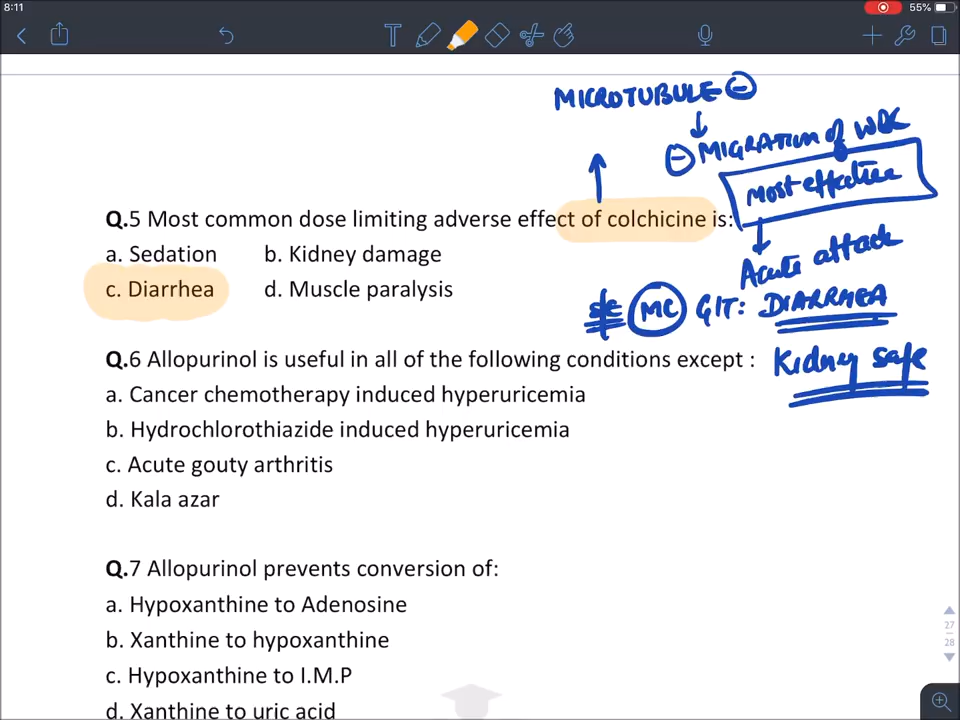 8:11
55%
T
MICROTUBULE ⊖
⊖ MIGRATION of WBC
Most effective
Q.5 Most common dose limiting adverse effect of colchicine is:
a. Sedation b. Kidney damage
Acute attack
c. Diarrhea d. Muscle paralysis
S/E MC GIT: DIARRHEA
Q.6 Allopurinol is useful in all of the following conditions except :
Kidney safe
a. Cancer chemotherapy induced hyperuricemia
b. Hydrochlorothiazide induced hyperuricemia
c. Acute gouty arthritis
d. Kala azar
Q.7 Allopurinol prevents conversion of:
a. Hypoxanthine to Adenosine
b. Xanthine to hypoxanthine
27
28
c. Hypoxanthine to I.M.P
d. Xanthine to uric acid